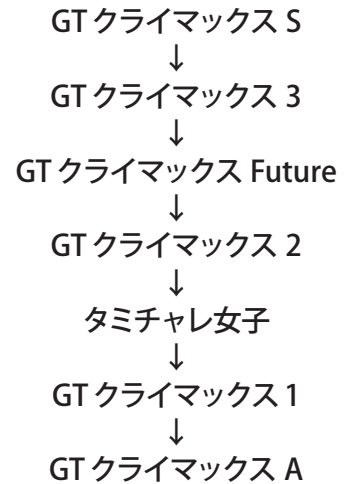 GT クライマックス S
↓
GT クライマックス 3
↓
GT クライマックス Future
↓
GT クライマックス 2
↓
タミチャレ女子
↓
GT クライマックス 1
↓
GT クライマックス A